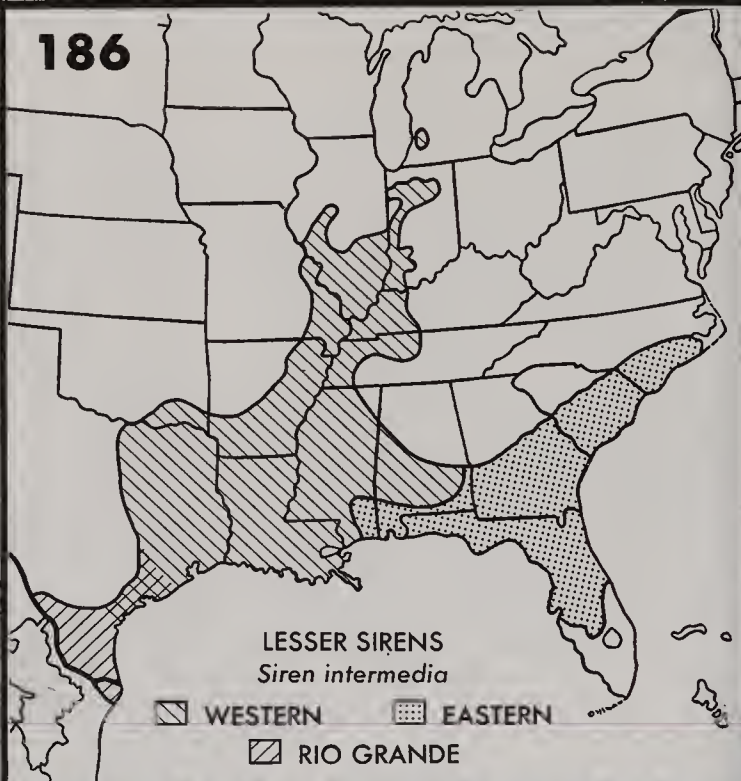 186
LESSER SIRENS
Siren intermedia
WESTERN EASTERN
RIO GRANDE